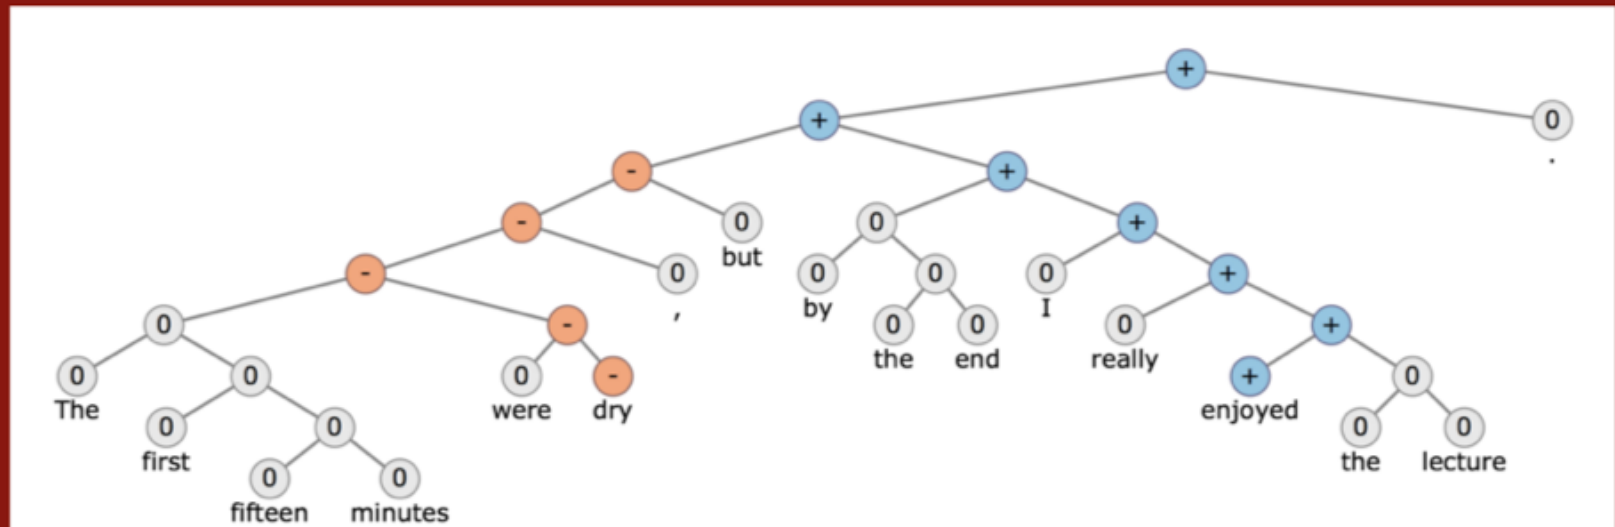 +
+ 0
.
- +
- 0 0 +
but
- 0 0 0 0 +
, by I
0 - 0 0 0 +
the end really
0 0 0 - + 0
The were dry enjoyed
0 0 0 0
first the lecture
0 0
fifteen minutes